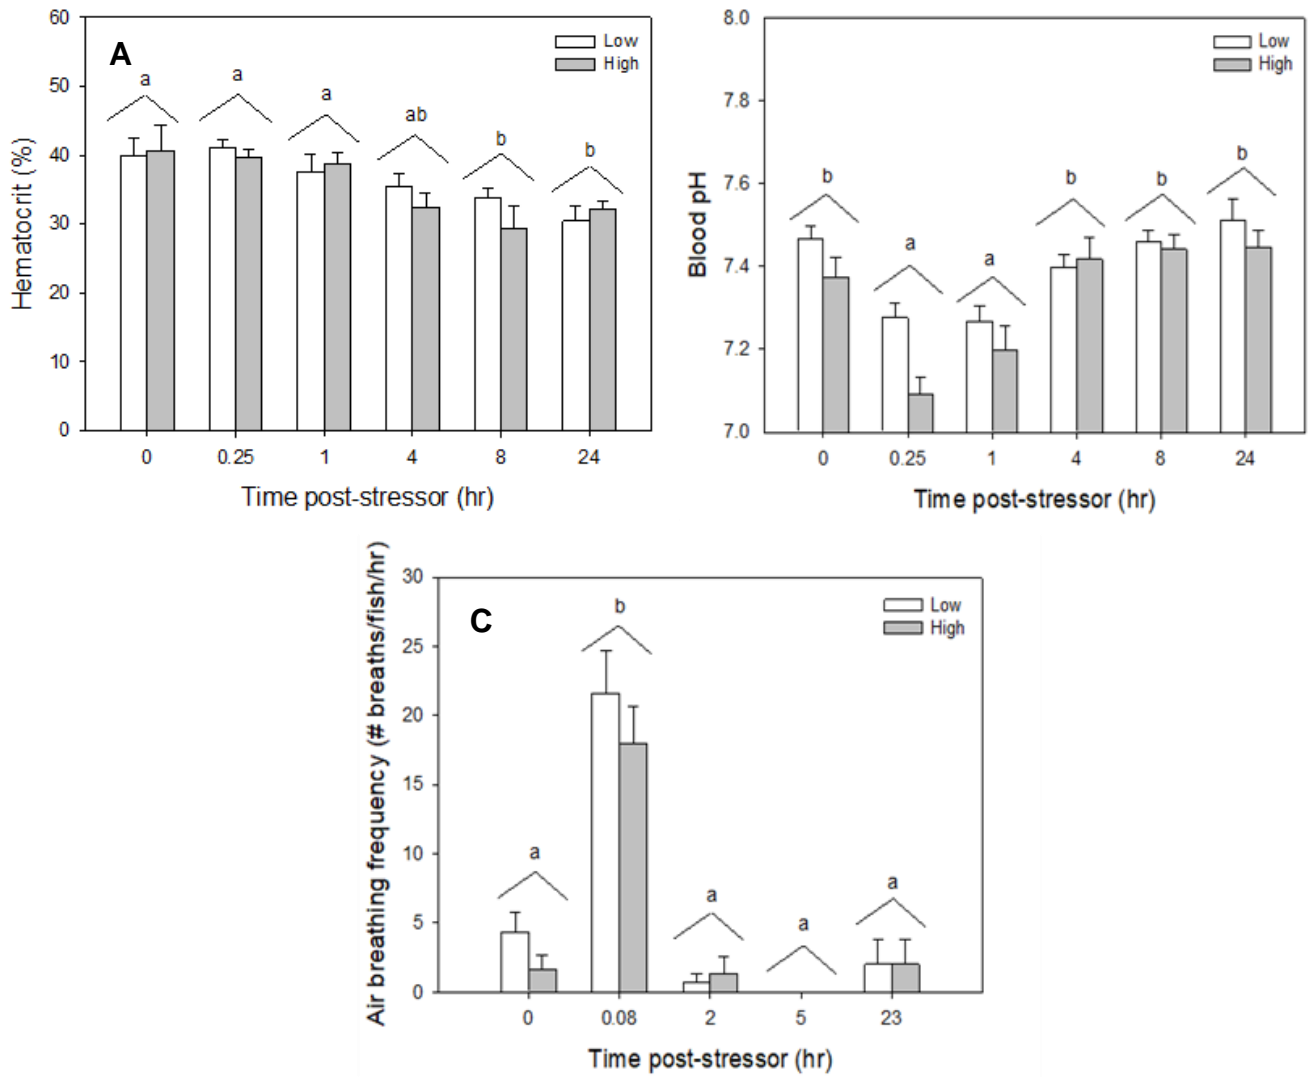 A
Low
High
Hematocrit (%)
60
50
40
30
20
10
0
a
a
a
ab
b
b
0 0.25 1 4 8 24
Time post-stressor (hr)
Low
High
Blood pH
8.0
7.8
7.6
7.4
7.2
7.0
b
a
a
b
b
b
0 0.25 1 4 8 24
Time post-stressor (hr)
C
Low
High
Air breathing frequency (# breaths/fish/hr)
30
25
20
15
10
5
0
a
b
a
a
a
0 0.08 2 5 23
Time post-stressor (hr)